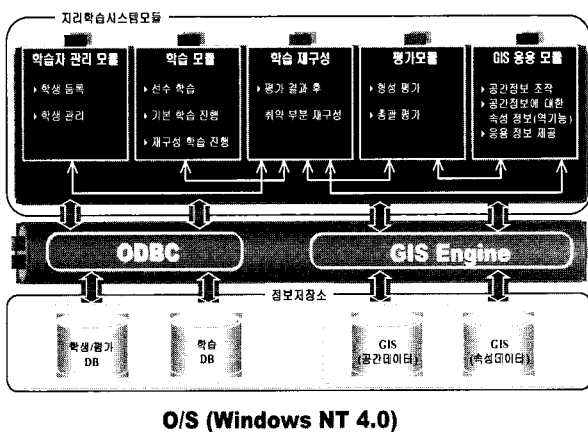 지리학습시스템모듈
학습자 관리 모듈
▸ 학생 등록
▸ 학생 관리
학습 모듈
▸ 선수 학습
▸ 기본 학습 진행
▸ 재구성 학습 진행
학습 재구성
▸ 평가 결과 후
취약 부분 재구성
평가모듈
▸ 형성 평가
▸ 총괄 평가
GIS 응용 모듈
▸ 공간정보 조작
▸ 공간정보에 대한
속성 정보(역기능)
▸ 응용 정보 제공
ODBC
GIS Engine
정보저장소
학생/평가
DB
학습
DB
GIS
(공간데이터)
GIS
(속성데이터)
O/S (Windows NT 4.0)